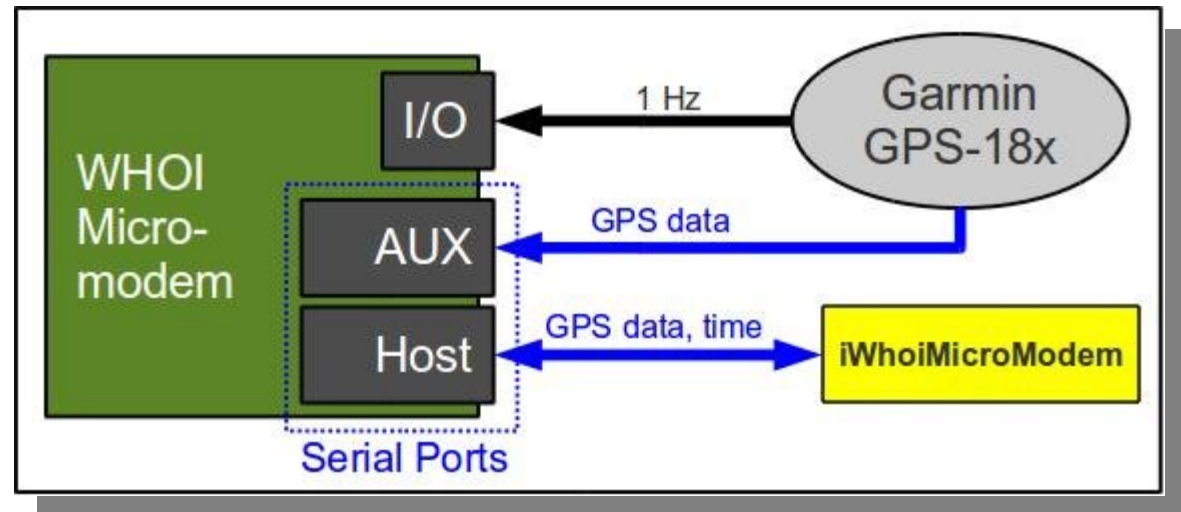 I/O
1 Hz
Garmin
GPS-18x
WHOI
Micro-
modem
AUX
GPS data
Host
GPS data, time
iWhoiMicroModem
Serial Ports